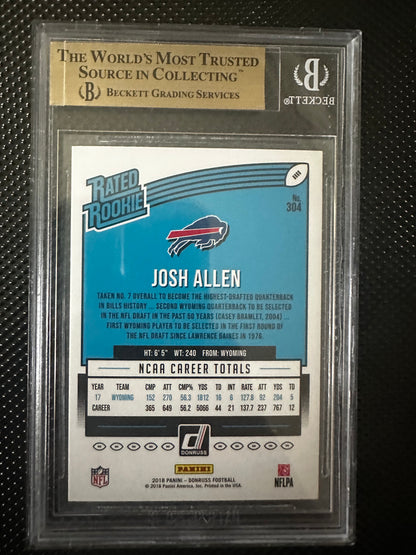 THE WORLD'S MOST TRUSTED
SOURCE IN COLLECTING™
B BECKETT GRADING SERVICES
B
BECKETT®
RATED
ROOKIE
No.
304
JOSH ALLEN
TAKEN NO. 7 OVERALL TO BECOME THE HIGHEST-DRAFTED QUARTERBACK
IN BILLS HISTORY ... SECOND WYOMING QUARTERBACK TO BE SELECTED
IN THE NFL DRAFT IN THE PAST 50 YEARS (CASEY BRAMLET, 2004) ...
FIRST WYOMING PLAYER TO BE SELECTED IN THE FIRST ROUND OF
THE NFL DRAFT SINCE LAWRENCE GAINES IN 1976.
HT: 6' 5" WT: 240 FROM: WYOMING
NCAA CAREER TOTALS
YEAR TEAM CMP ATT CMP% YDS TD INT RATE ATT YDS TD
17 WYOMING 152 270 56.3 1812 16 6 127.9 92 204 5
CAREER 365 649 56.2 5066 44 21 137.7 237 767 12
DONRUSS
NFL
PANINI
NFLPA
2018 PANINI – DONRUSS FOOTBALL
© 2018 Panini America, Inc. Printed in the USA.